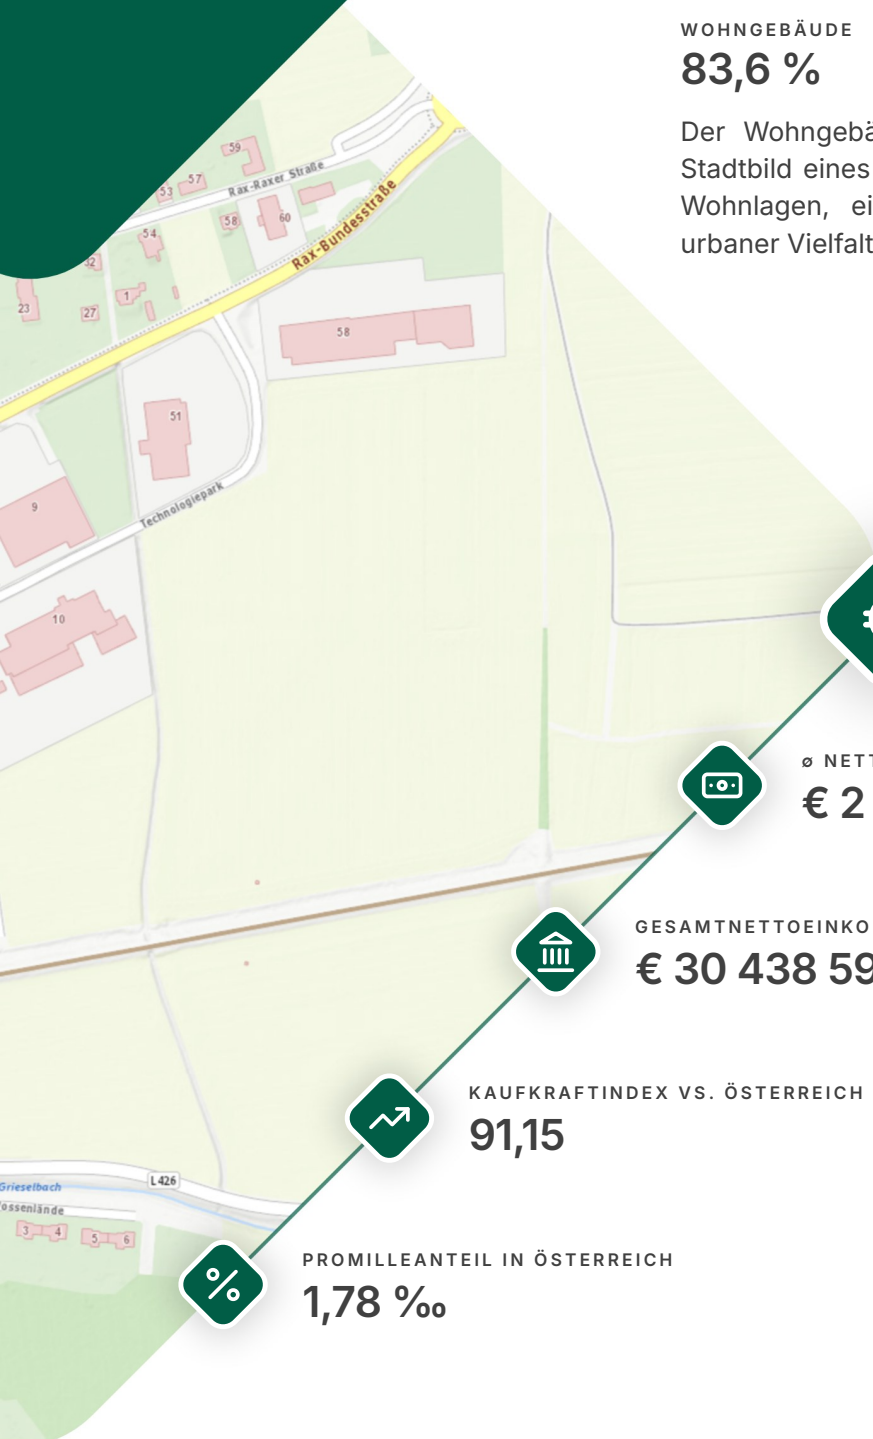 WOHNGEBÄUDE
83,6 %
Der Wohngebä
Stadtbild eines
Wohnlagen, ei
urbaner Vielfalt
59
57
53
Rax-Raxer Straße
58
60
54
Rax-Bundesstraße
32
23
27
1
58
51
9
Technologiepark
10
ø NETT
€ 2
GESAMTNETTOEINKO
€ 30 438 59
KAUFKRAFTINDEX VS. ÖSTERREICH
91,15
L426
Grieselbach
ossenlände
3 4
5 6
PROMILLEANTEIL IN ÖSTERREICH
1,78 ‰